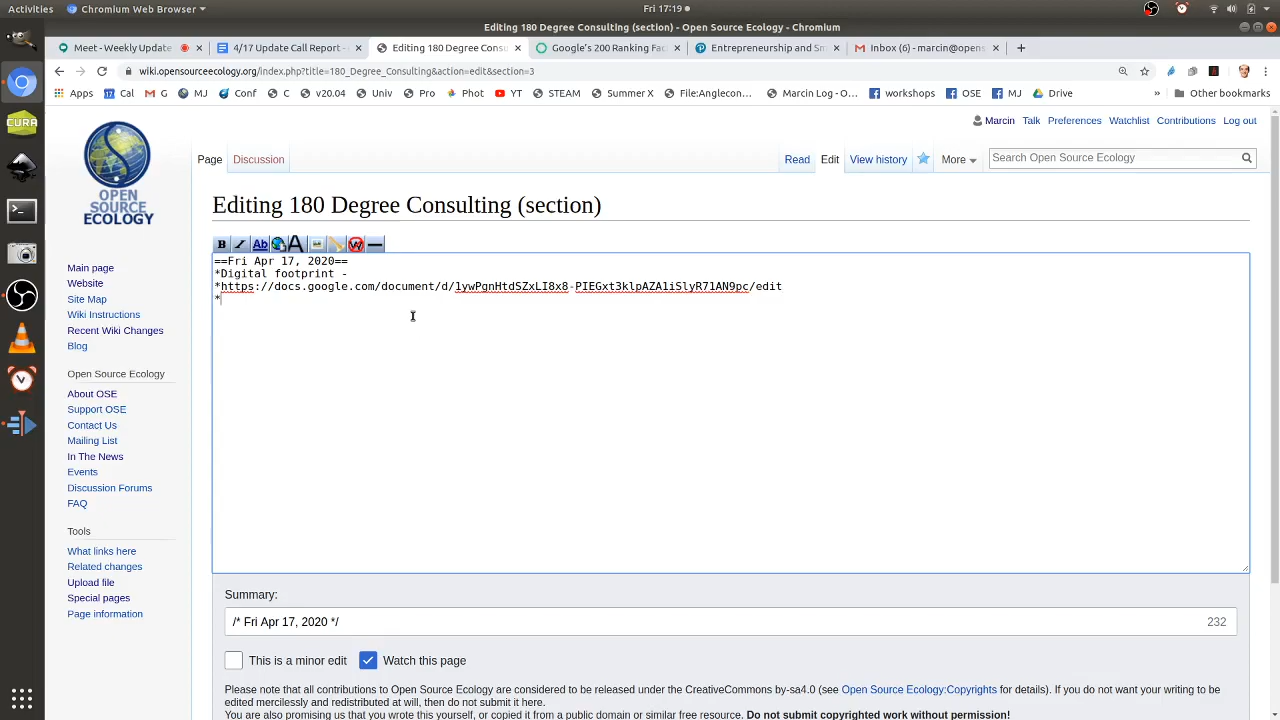 Activities Chromium Web Browser Fri 17:19
Editing 180 Degree Consulting (section) - Open Source Ecology - Chromium
Meet - Weekly Update × 4/17 Update Call Report - × Editing 180 Degree Consu × Google's 200 Ranking Fac × Entrepreneurship and Sm × Inbox (6) - marcin@opens × +
wiki.opensourceecology.org/index.php?title=180_Degree_Consulting&action=edit&section=3
Apps Cal G MJ Conf C v20.04 Univ Pro Phot YT STEAM Summer X File:Anglecon... Marcin Log - O... workshops OSE MJ Drive » Other bookmarks
Marcin Talk Preferences Watchlist Contributions Log out
Page Discussion Read Edit View history More Search Open Source Ecology
OPEN
SOURCE
ECOLOGY
Editing 180 Degree Consulting (section)
B Ab A W
==Fri Apr 17, 2020==
*Digital footprint -
*https://docs.google.com/document/d/1ywPgnHtdSZxLI8x8-PIEGxt3klpAZA1iSlyR71AN9pc/edit
*
Main page
Website
Site Map
Wiki Instructions
Recent Wiki Changes
Blog
Open Source Ecology
About OSE
Support OSE
Contact Us
Mailing List
In The News
Events
Discussion Forums
FAQ
Tools
What links here
Related changes
Upload file
Special pages
Page information
CURA
Summary:
/* Fri Apr 17, 2020 */ 232
This is a minor edit Watch this page
Please note that all contributions to Open Source Ecology are considered to be released under the CreativeCommons by-sa4.0 (see Open Source Ecology:Copyrights for details). If you do not want your writing to be
edited mercilessly and redistributed at will, then do not submit it here.
You are also promising us that you wrote this yourself, or copied it from a public domain or similar free resource. Do not submit copyrighted work without permission!